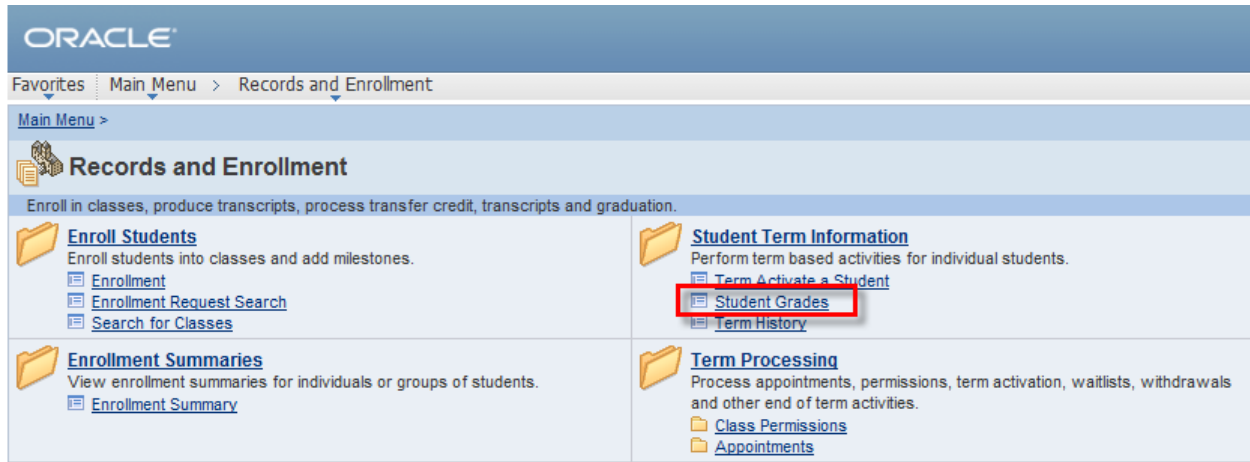 ORACLE
Favorites Main Menu > Records and Enrollment
Main Menu >
Records and Enrollment
Enroll in classes, produce transcripts, process transfer credit, transcripts and graduation.
Enroll Students
Enroll students into classes and add milestones.
Enrollment
Enrollment Request Search
Search for Classes
Student Term Information
Perform term based activities for individual students.
Term Activate a Student
Student Grades
Term History
Enrollment Summaries
View enrollment summaries for individuals or groups of students.
Enrollment Summary
Term Processing
Process appointments, permissions, term activation, waitlists, withdrawals
and other end of term activities.
Class Permissions
Appointments